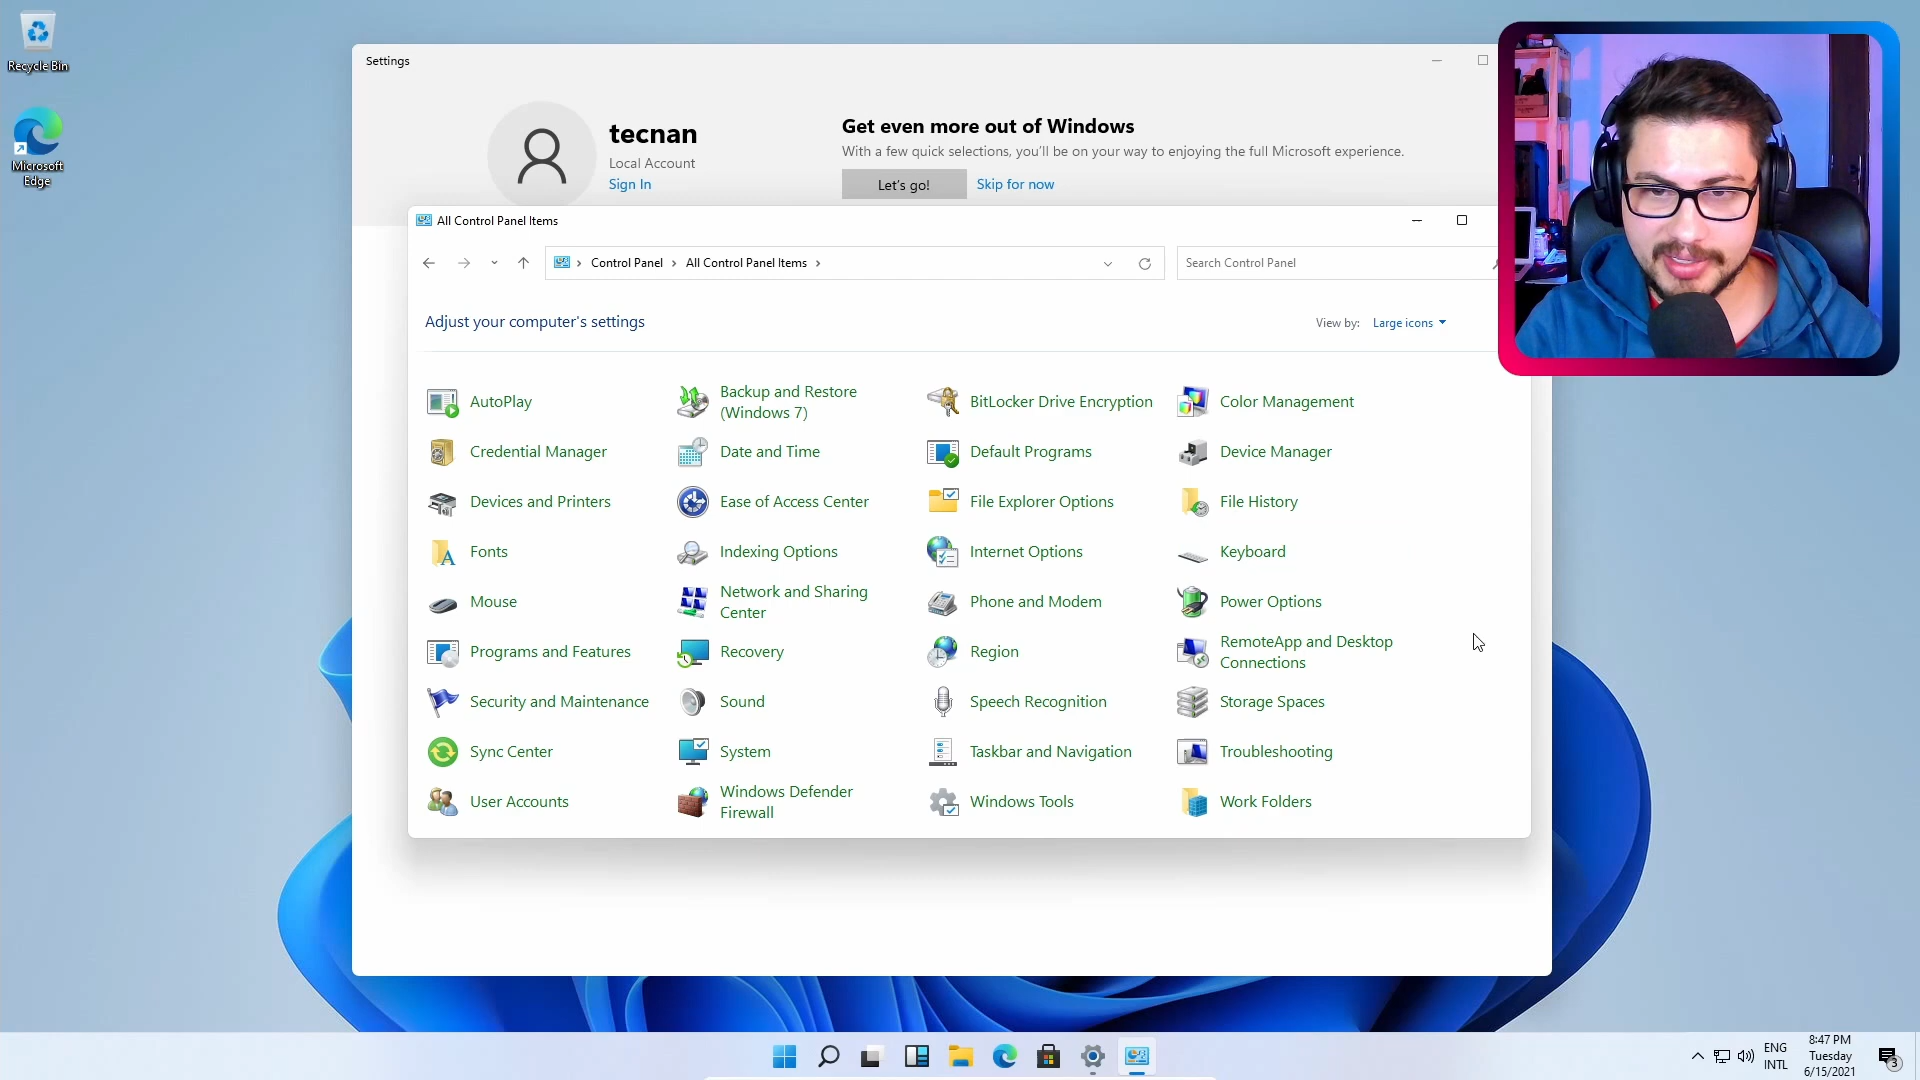 Recycle Bin
Microsoft
Edge
Settings
tecnan
Local Account
Sign In
Get even more out of Windows
With a few quick selections, you'll be on your way to enjoying the full Microsoft experience.
Let's go!
Skip for now
All Control Panel Items
Control Panel
All Control Panel Items
Search Control Panel
Adjust your computer's settings
View by: Large icons
AutoPlay
Backup and Restore
(Windows 7)
BitLocker Drive Encryption
Color Management
Credential Manager
Date and Time
Default Programs
Device Manager
Devices and Printers
Ease of Access Center
File Explorer Options
File History
Fonts
Indexing Options
Internet Options
Keyboard
Mouse
Network and Sharing
Center
Phone and Modem
Power Options
Programs and Features
Recovery
Region
RemoteApp and Desktop
Connections
Security and Maintenance
Sound
Speech Recognition
Storage Spaces
Sync Center
System
Taskbar and Navigation
Troubleshooting
User Accounts
Windows Defender
Firewall
Windows Tools
Work Folders
ENG
INTL
8:47 PM
Tuesday
6/15/2021
3